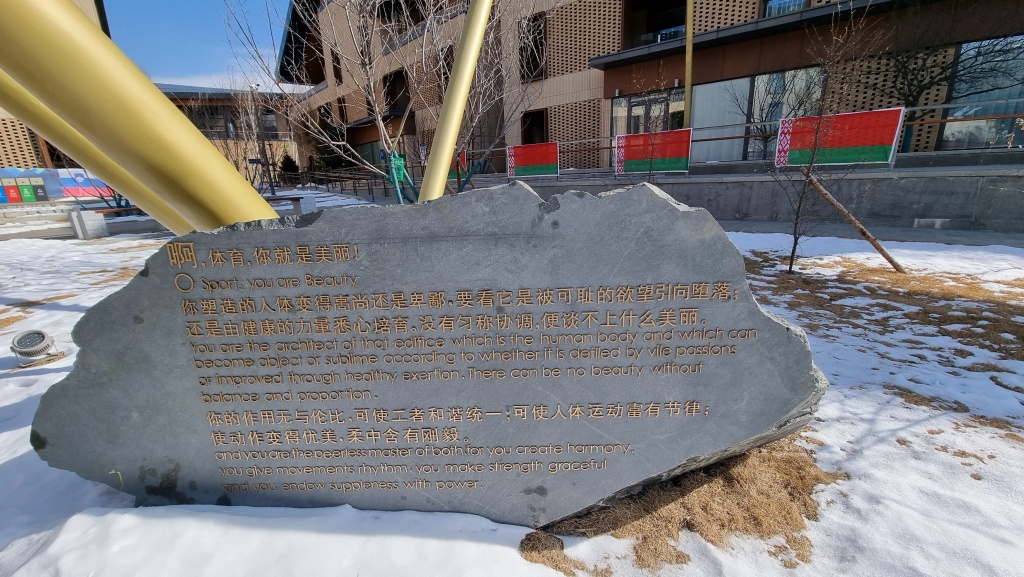 啊，体育，你就是美丽！
O Sport, you are Beauty
你塑造的人体变得高尚还是卑鄙，要看它是被可耻的欲望引向堕落；
还是由健康的力量悉心培育，没有匀称协调，便谈不上什么美丽。
You are the architect of that edifice which is the human body and which can
become abject or sublime according to whether it is defiled by vile passions
or improved through healthy exertion. There can be no beauty without
balance and proportion.
你的作用无与伦比，可使二者和谐统一；可使人体运动富有节律；
使动作变得优美，柔中含有刚毅。
and you are the peerless master of both for you create harmony,
you give movements rhythm, you make strength graceful
and you endow suppleness with power.